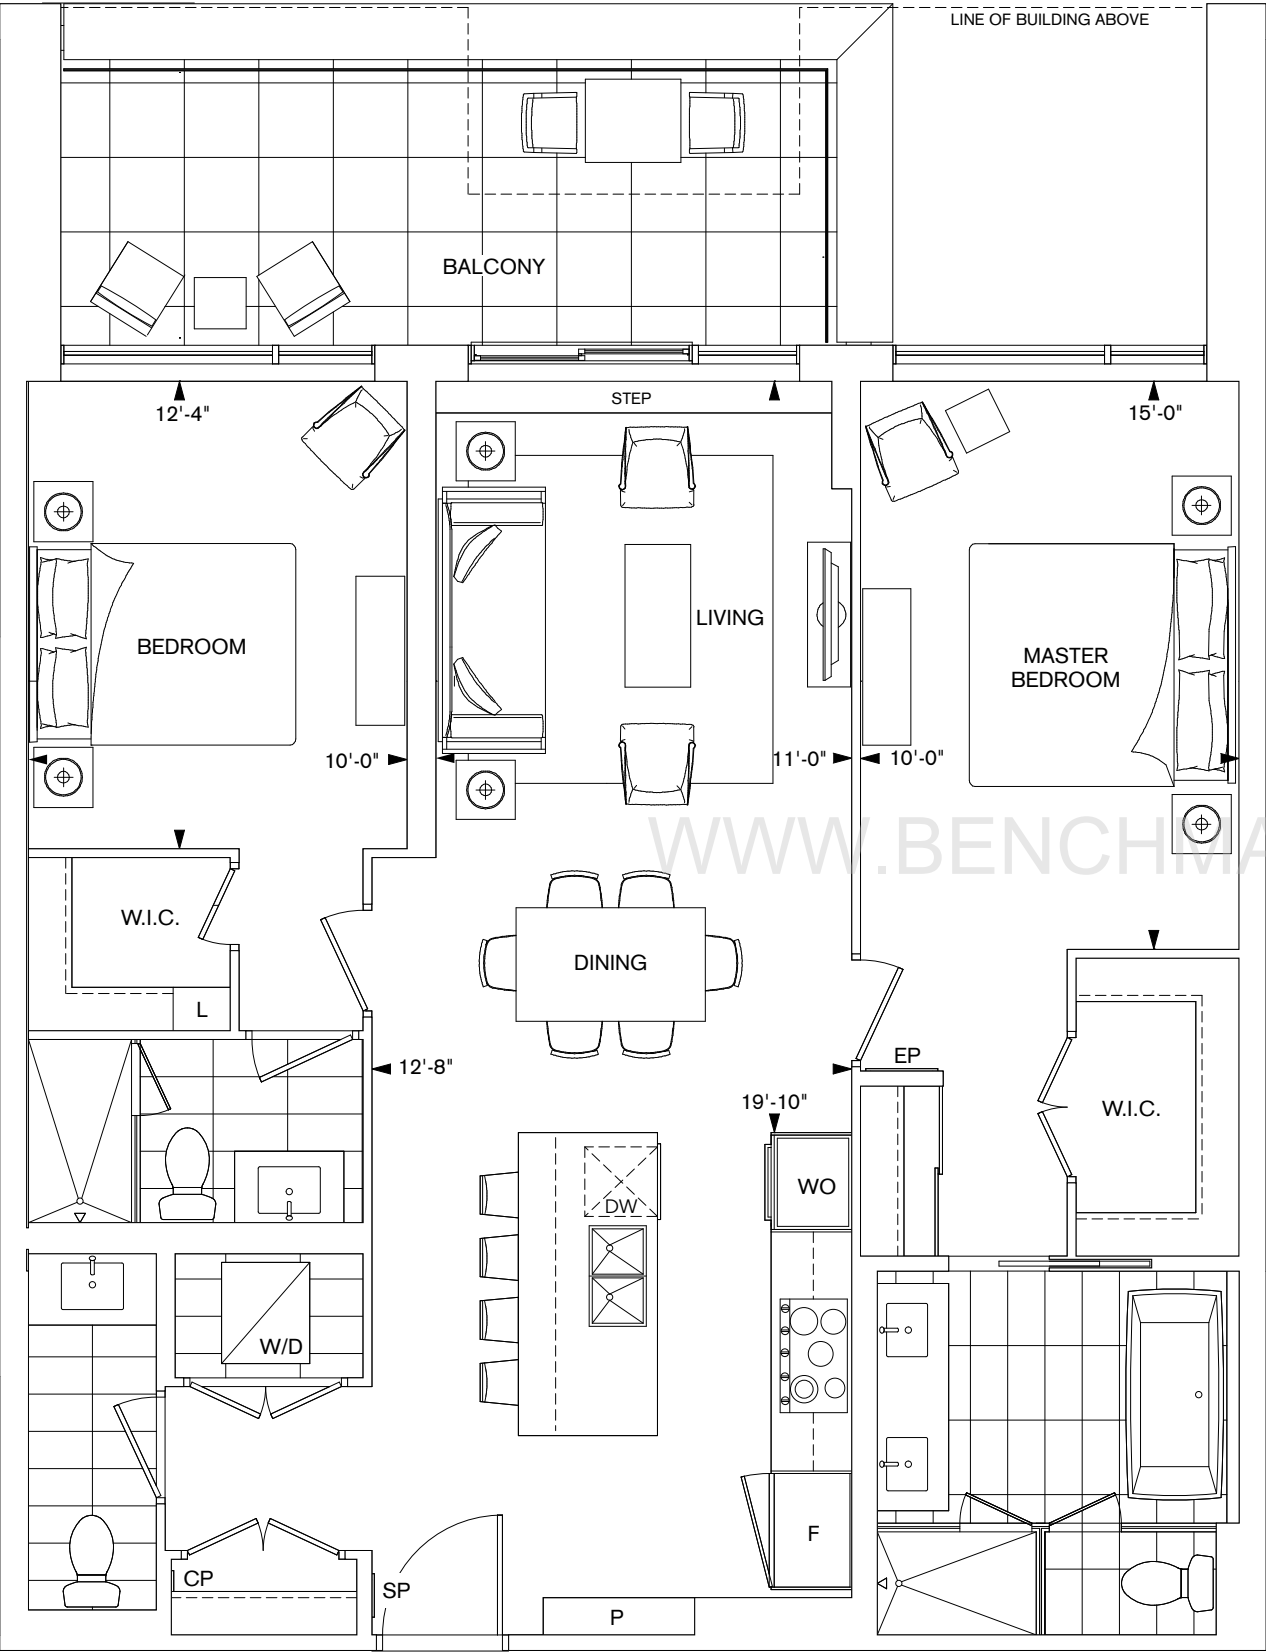 LINE OF BUILDING ABOVE
BALCONY
STEP
12'-4"
15'-0"
LIVING
BEDROOM
MASTER
BEDROOM
10'-0"
11'-0"
10'-0"
WWW.BENCHMA
W.I.C.
DINING
L
EP
12'-8"
19'-10"
W.I.C.
WO
DW
W/D
F
CP
SP
P